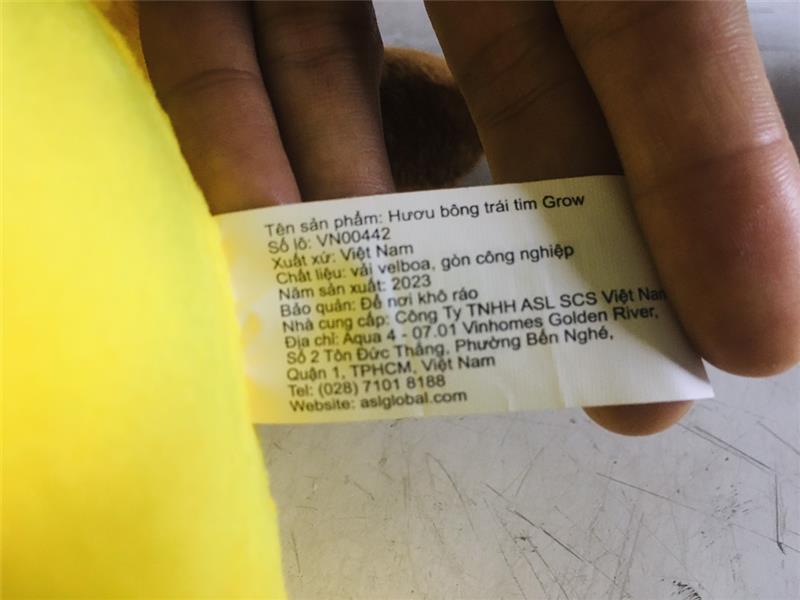 Tên sản phẩm: Hươu bông trái tim Grow
Số lô: VN00442
Xuất xứ: Việt Nam
Chất liệu: vải velboa, gòn công nghiệp
Năm sản xuất: 2023
Bảo quản: Để nơi khô ráo
Nhà cung cấp: Công Ty TNHH ASL SCS Việt Nam
Địa chỉ: Aqua 4 - 07.01 Vinhomes Golden River,
Số 2 Tôn Đức Thắng, Phường Bến Nghé,
Quận 1, TPHCM, Việt Nam
Tel: (028) 7101 8188
Website: aslglobal.com